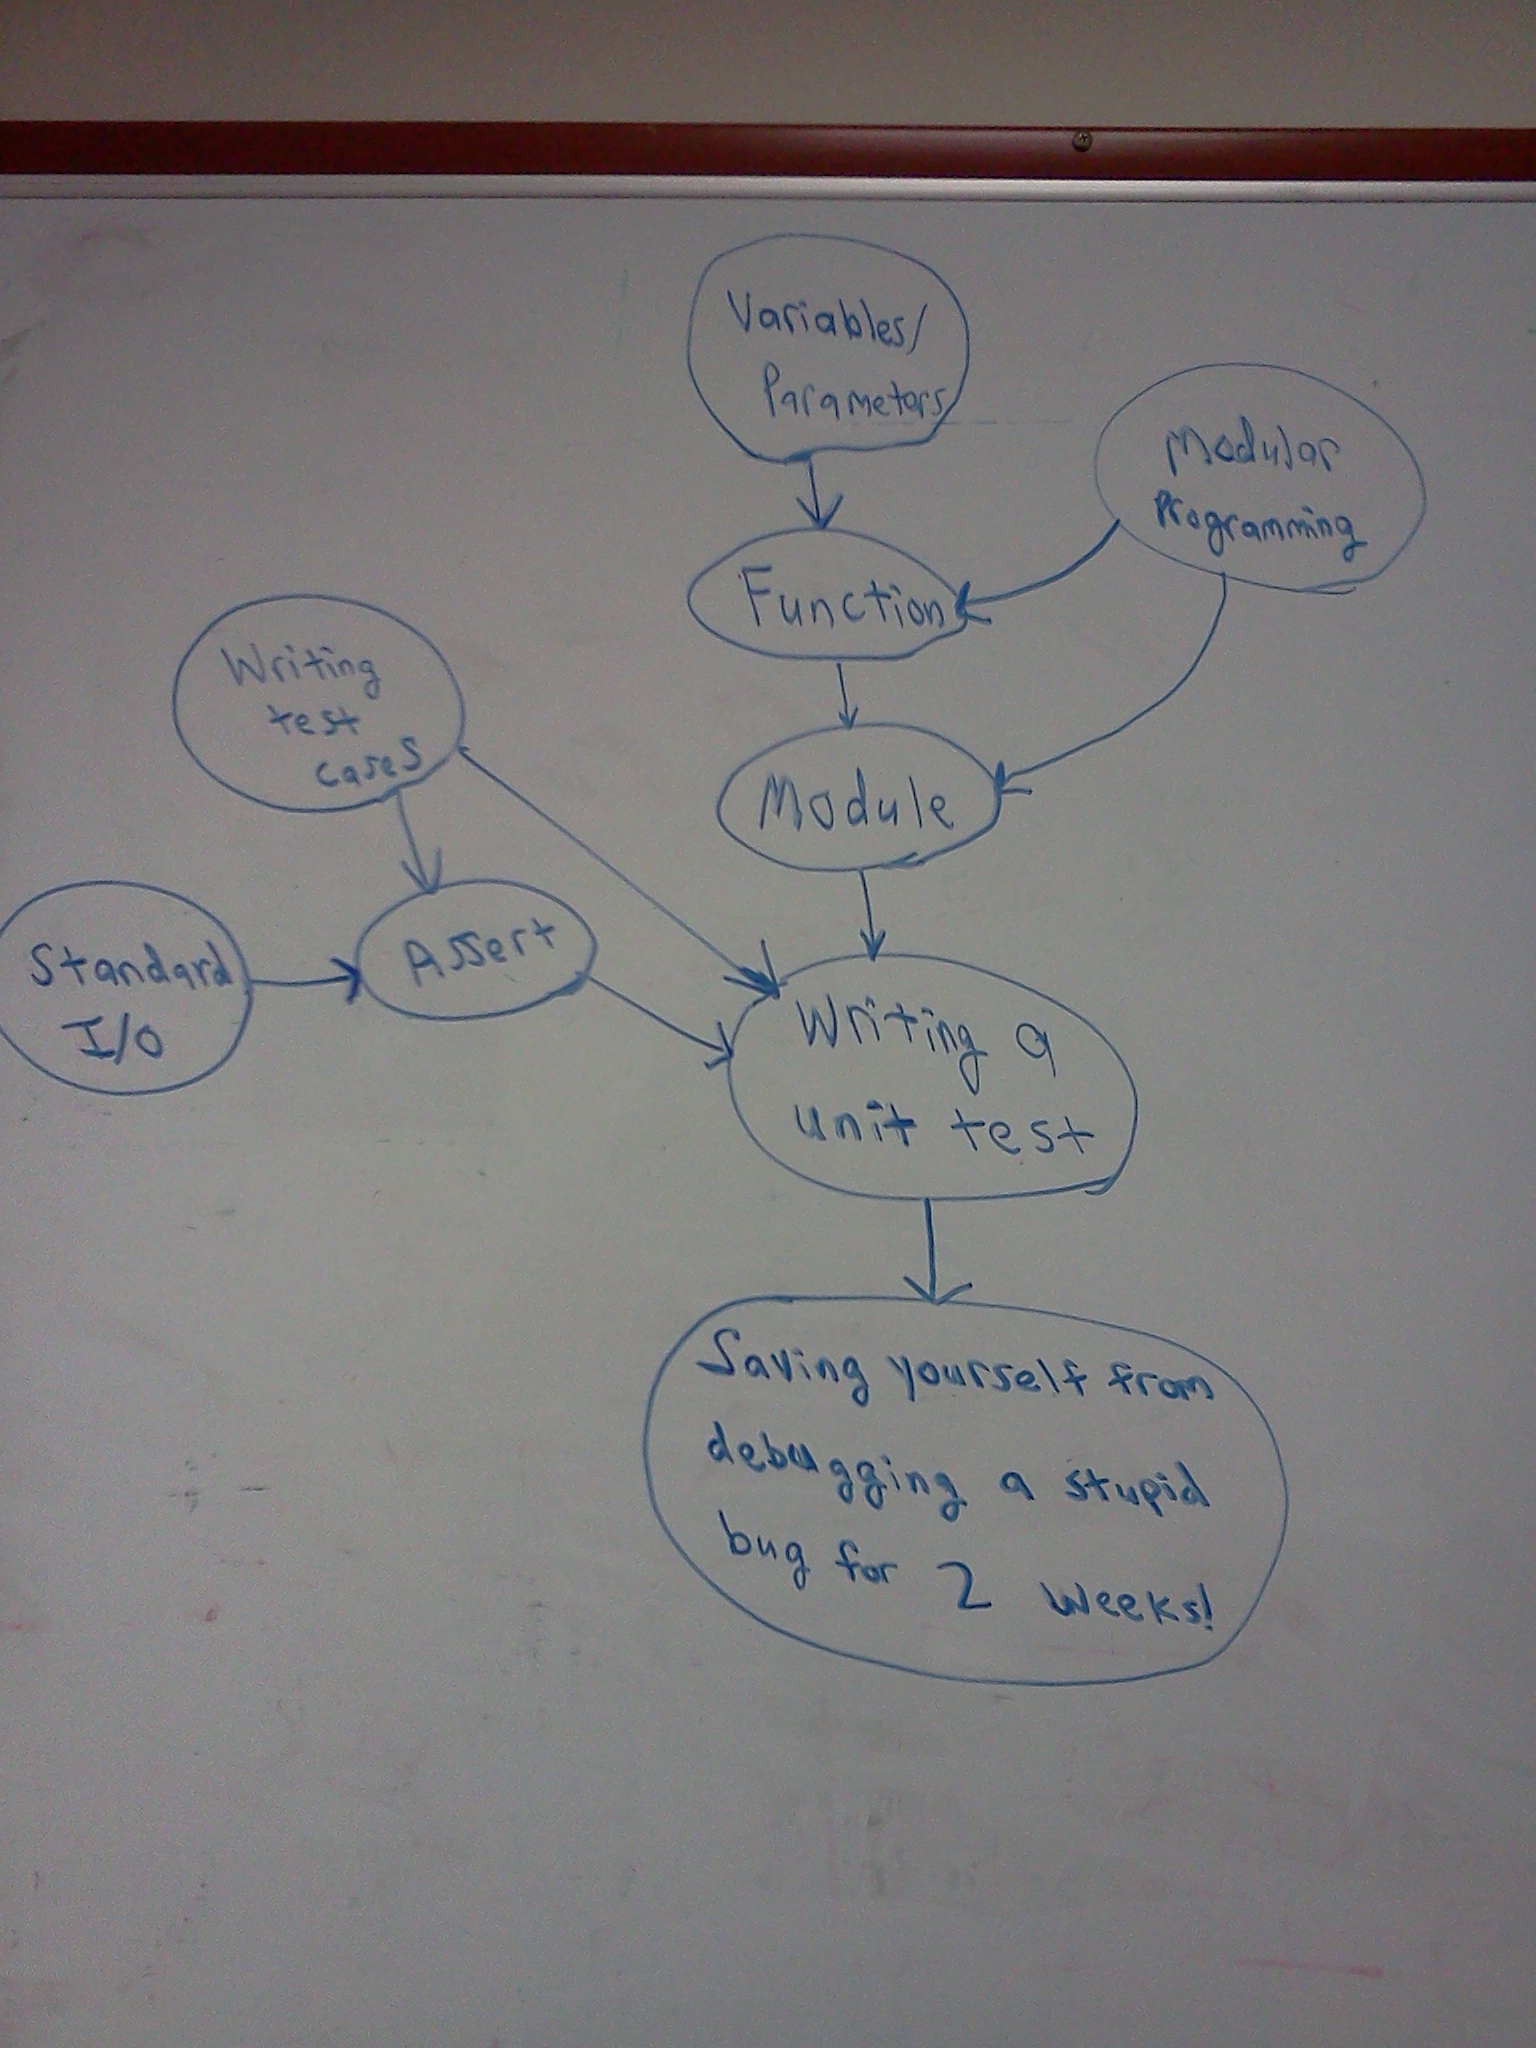 Variables/
Parameters
Modular
Programming
Function
Writing
test
cases
Module
Standard
I/O
Assert
Writing a
unit test
Saving yourself from
debugging a stupid
bug for 2 weeks!